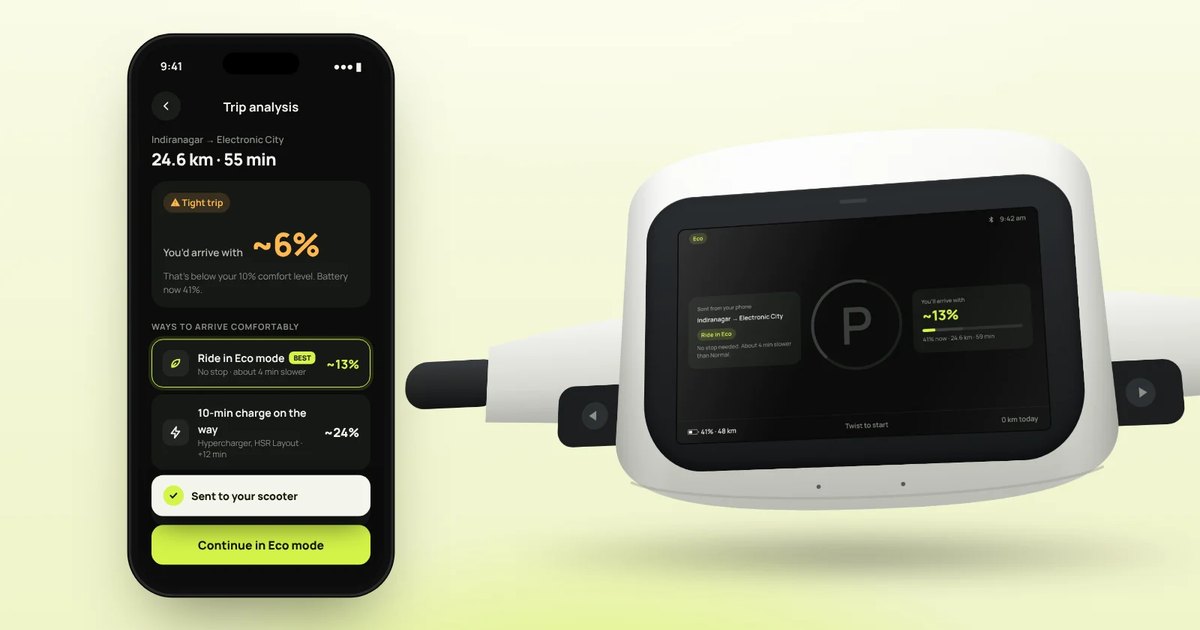 9:41
Trip analysis
Indiranagar → Electronic City
24.6 km · 55 min
Tight trip
You'd arrive with ~6%
That's below your 10% comfort level. Battery
now 41%.
WAYS TO ARRIVE COMFORTABLY
Ride in Eco mode BEST
No stop · about 4 min slower
~13%
10-min charge on the
way
Hypercharger, HSR Layout ·
+12 min
~24%
Sent to your scooter
Continue in Eco mode
Eco
9:42 am
Sent from your phone
Indiranagar → Electronic City
Ride in Eco
No stop needed. About 4 min slower
than Normal.
P
You'll arrive with
~13%
41% now · 24.6 km · 59 min
41% · 48 km
Twist to start
0 km today